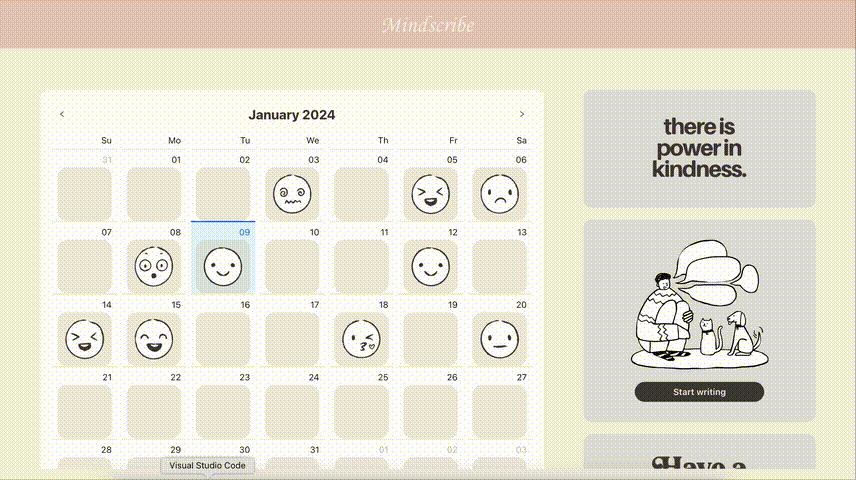 Mindscribe
January 2024
Su Mo Tu We Th Fr Sa
31 01 02 03 04 05 06
07 08 09 10 11 12 13
14 15 16 17 18 19 20
21 22 23 24 25 26 27
28 29 30 31 01 02 03
Visual Studio Code
there is
power in
kindness.
Start writing
Have a